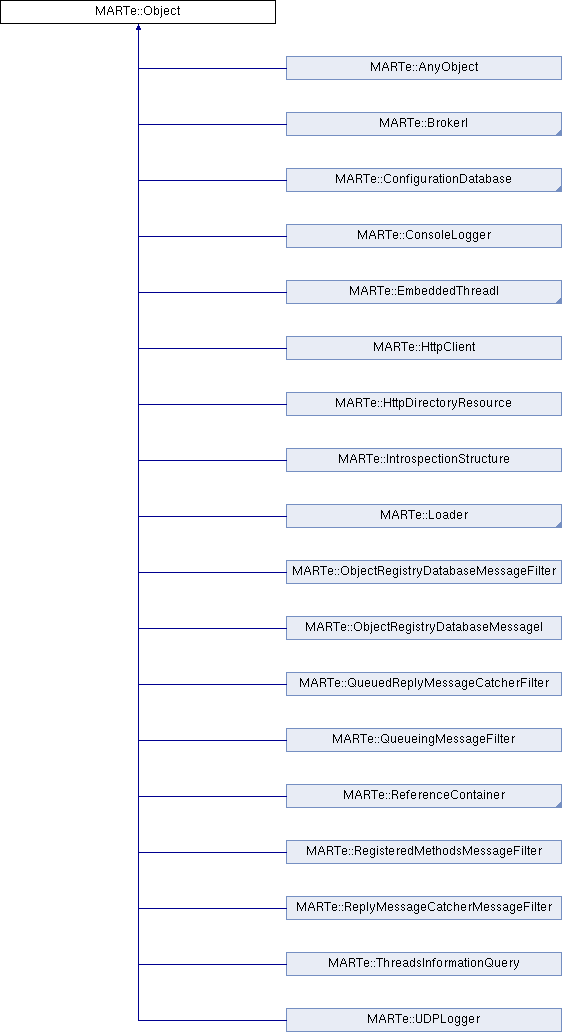 MARTe::Object
MARTe::AnyObject
MARTe::BrokerI
MARTe::ConfigurationDatabase
MARTe::ConsoleLogger
MARTe::EmbeddedThreadI
MARTe::HttpClient
MARTe::HttpDirectoryResource
MARTe::IntrospectionStructure
MARTe::Loader
MARTe::ObjectRegistryDatabaseMessageFilter
MARTe::ObjectRegistryDatabaseMessageI
MARTe::QueuedReplyMessageCatcherFilter
MARTe::QueueingMessageFilter
MARTe::ReferenceContainer
MARTe::RegisteredMethodsMessageFilter
MARTe::ReplyMessageCatcherMessageFilter
MARTe::ThreadsInformationQuery
MARTe::UDPLogger